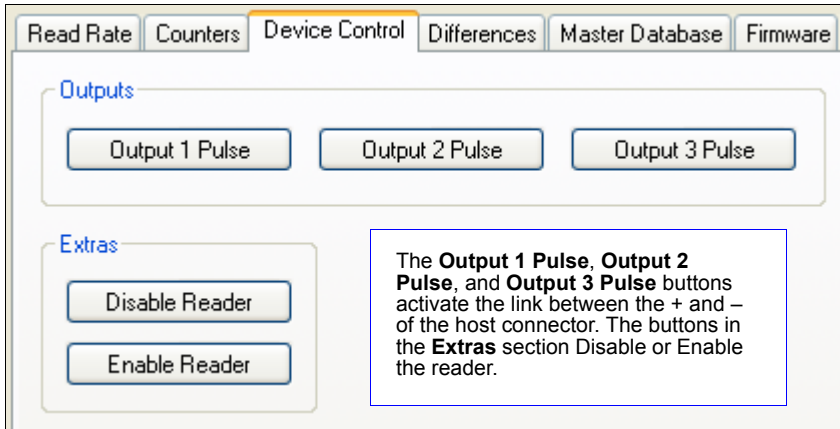 Read Rate Counters Device Control Differences Master Database Firmware
Outputs
Output 1 Pulse Output 2 Pulse Output 3 Pulse
Extras
Disable Reader
Enable Reader
The Output 1 Pulse, Output 2
Pulse, and Output 3 Pulse buttons
activate the link between the + and –
of the host connector. The buttons in
the Extras section Disable or Enable
the reader.